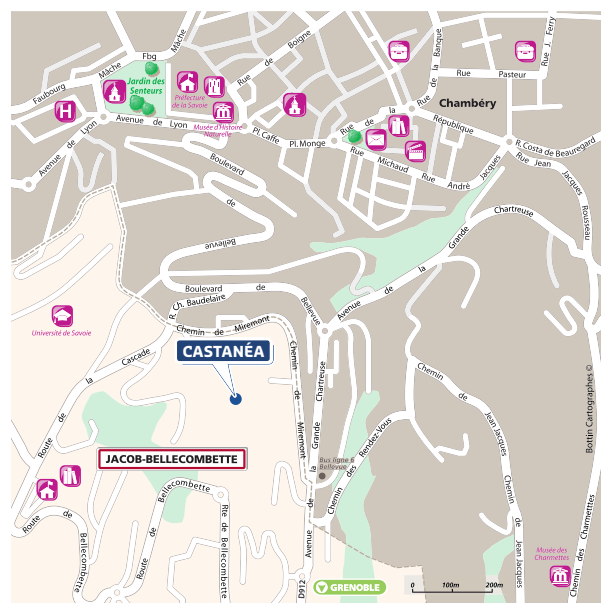 Mâche
Fbg
Mâche
Faubourg
Jardin des
Senteurs
Préfecture
de la Savoie
Rue de Boigne
Rue de la Banque
Rue J. Ferry
Rue Pasteur
Chambéry
H
Avenue de Lyon
Avenue de Lyon
Musée d'Histoire
Naturelle
Pl. Caffe
Pl. Monge
Rue de la République
Rue Michaud
Rue André Jacques
R. Costa de Beauregard
Rue Jean Jacques Rousseau
Boulevard de Bellevue
Boulevard de Bellevue
R. Ch. Baudelaire
Chartreuse
Avenue de la Grande
Chemin de Miremont
Université de Savoie
Route de la Cascade
CASTANÉA
Chemin de Miremont
Avenue de la Grande Chartreuse
Chemin de Jean Jacques
Chemin de Jean Jacques
Bottin Cartographes ©
JACOB-BELLECOMBETTE
Bus ligne 6
Bellevue
Chemin des Rendez-Vous
Route de Bellecombette
Route de Bellecombette
Rte de Bellecombette
Musée des
Charmettes
Chemin des Charmetttes
D912
GRENOBLE
0 100m 200m